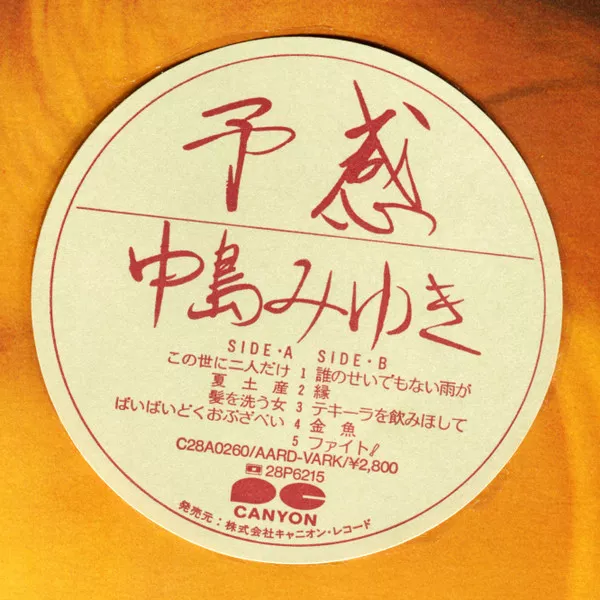 予感
中島みゆき
SIDE・A SIDE・B
この世に二人だけ 1 誰のせいでもない雨が
夏土産 2 縁
髪を洗う女 3 テキーラを飲みほして
ばいばいどくおぶざべい 4 金魚
5 ファイト!
C28A0260/AARD-VARK/¥2,800
28P6215
CANYON
発売元：株式会社キャニオン・レコード